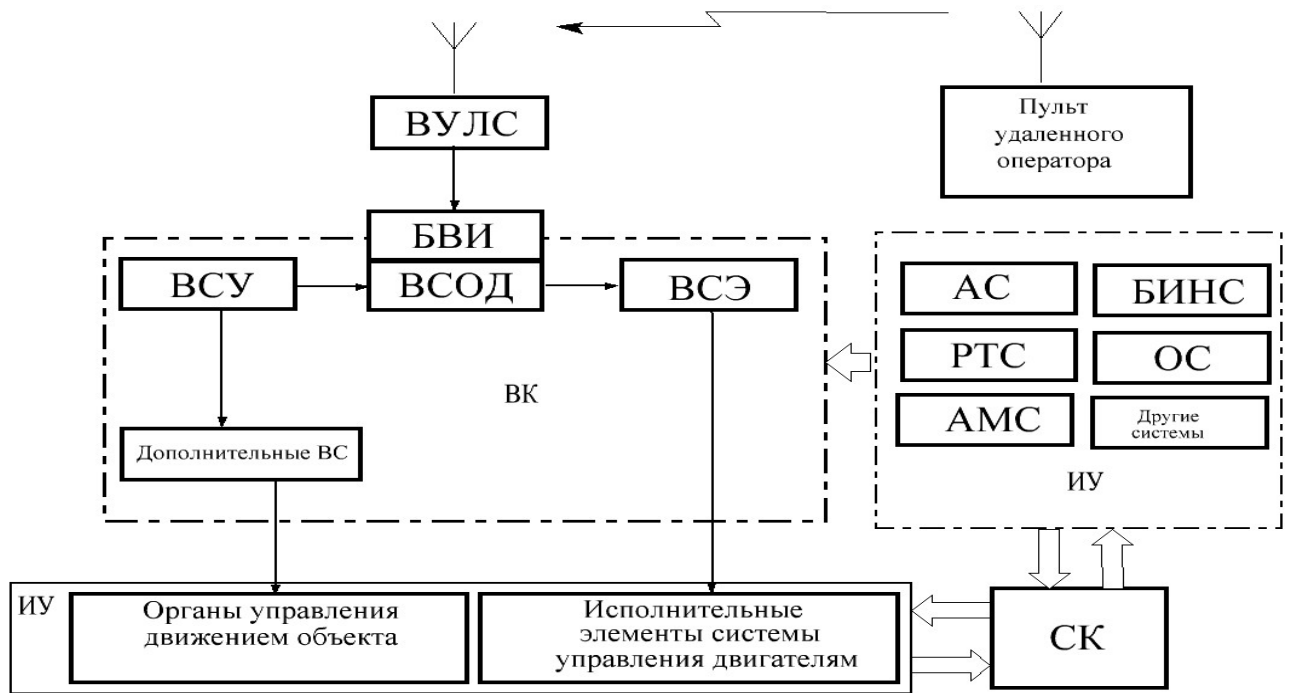 ВУЛС
Пульт
удаленного
оператора
БВИ
ВСУ
ВСОД
ВСЭ
ВК
Дополнительные ВС
АС
БИНС
РТС
ОС
АМС
Другие
системы
ИУ
ИУ
Органы управления
движением объекта
Исполнительные
элементы системы
управления двигателям
СК